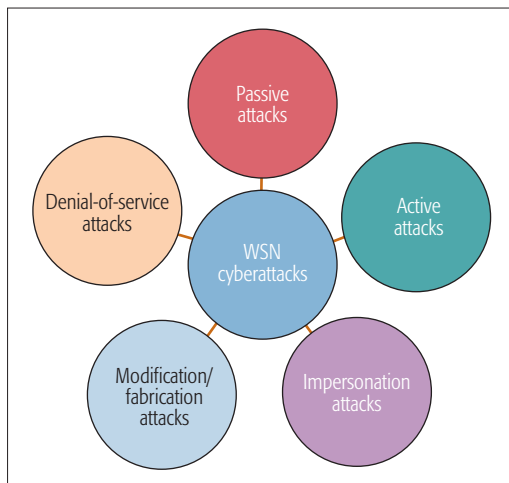 Passive
attacks
Denial-of-service
attacks
Active
attacks
WSN
cyberattacks
Modification/
fabrication
attacks
Impersonation
attacks